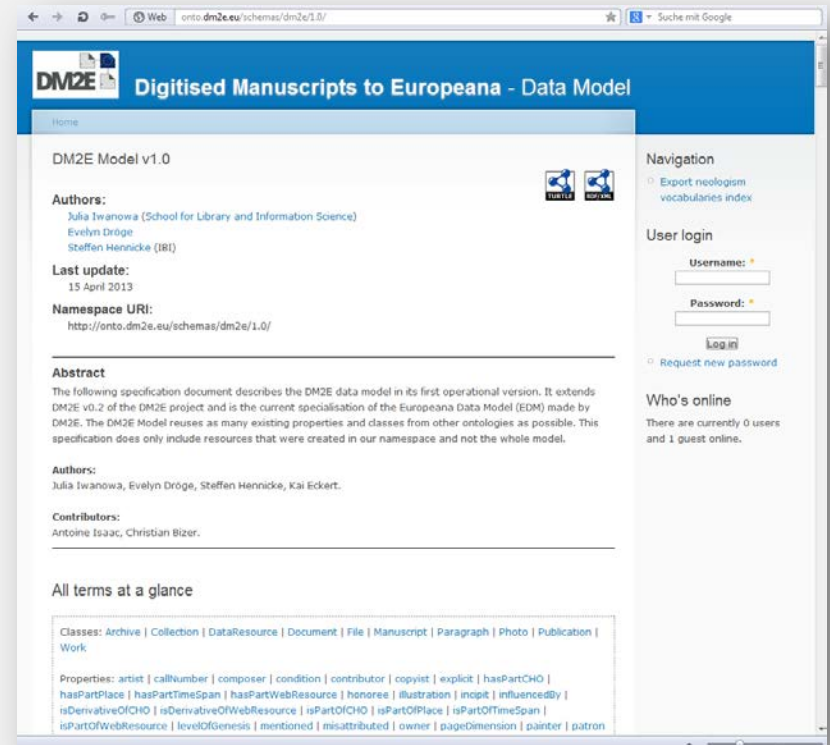 Web onto.dm2e.eu/schemas/dm2e/1.0/
Suche mit Google
DM2E
Digitised Manuscripts to Europeana - Data Model
Home
DM2E Model v1.0
TURTLE RDF/XML
Authors:
Julia Iwanowa (School for Library and Information Science)
Evelyn Dröge
Steffen Hennicke (IBI)
Last update:
15 April 2013
Namespace URI:
http://onto.dm2e.eu/schemas/dm2e/1.0/
Abstract
The following specification document describes the DM2E data model in its first operational version. It extends
DM2E v0.2 of the DM2E project and is the current specialisation of the Europeana Data Model (EDM) made by
DM2E. The DM2E Model reuses as many existing properties and classes from other ontologies as possible. This
specification does only include resources that were created in our namespace and not the whole model.
Authors:
Julia Iwanowa, Evelyn Dröge, Steffen Hennicke, Kai Eckert.
Contributors:
Antoine Isaac, Christian Bizer.
All terms at a glance
Classes: Archive | Collection | DataResource | Document | File | Manuscript | Paragraph | Photo | Publication |
Work
Properties: artist | callNumber | composer | condition | contributor | copyist | explicit | hasPartCHO |
hasPartPlace | hasPartTimeSpan | hasPartWebResource | honoree | illustration | incipit | influencedBy |
isDerivativeOfCHO | isDerivativeOfWebResource | isPartOfCHO | isPartOfPlace | isPartOfTimeSpan |
isPartOfWebResource | levelOfGenesis | mentioned | misattributed | owner | pageDimension | painter | patron
Navigation
Export neologism
vocabularies index
User login
Username: *
Password: *
Log in
Request new password
Who's online
There are currently 0 users
and 1 guest online.